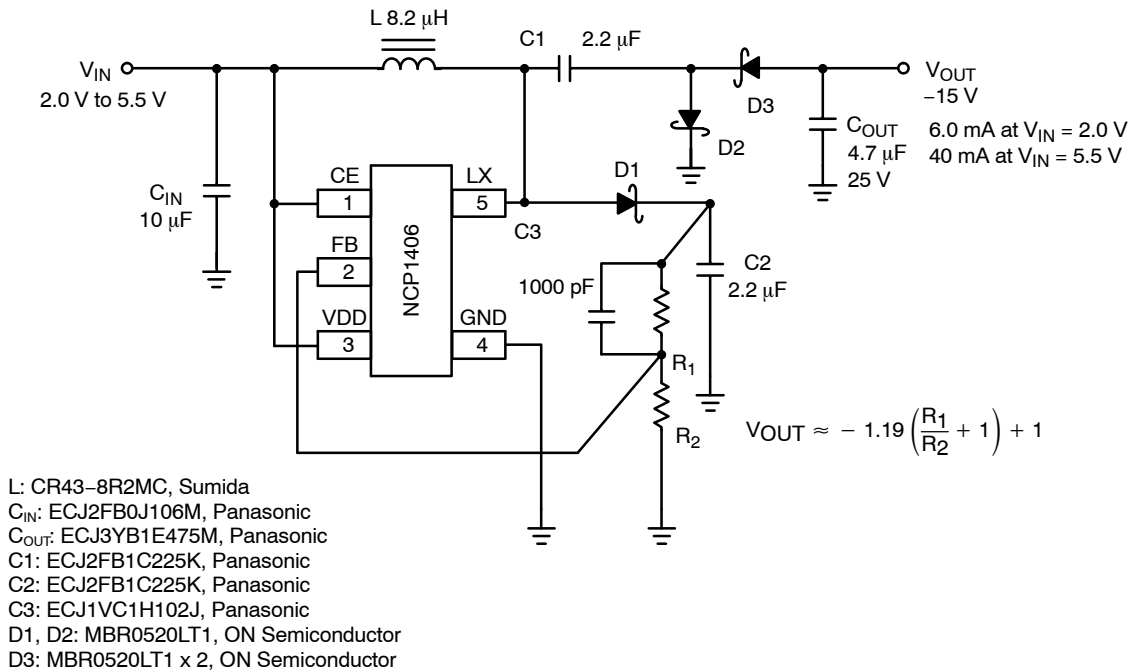 L 8.2 μH
C1
2.2 μF
VIN
2.0 V to 5.5 V
VOUT
−15 V
D3
D2
COUT
4.7 μF
25 V
6.0 mA at VIN = 2.0 V
40 mA at VIN = 5.5 V
CIN
10 μF
CE
1
LX
5
D1
C3
FB
2
NCP1406
1000 pF
C2
2.2 μF
VDD
3
GND
4
R1
R2
VOUT ≈ − 1.19 (R1/R2 + 1) + 1
L: CR43−8R2MC, Sumida
CIN: ECJ2FB0J106M, Panasonic
COUT: ECJ3YB1E475M, Panasonic
C1: ECJ2FB1C225K, Panasonic
C2: ECJ2FB1C225K, Panasonic
C3: ECJ1VC1H102J, Panasonic
D1, D2: MBR0520LT1, ON Semiconductor
D3: MBR0520LT1 x 2, ON Semiconductor